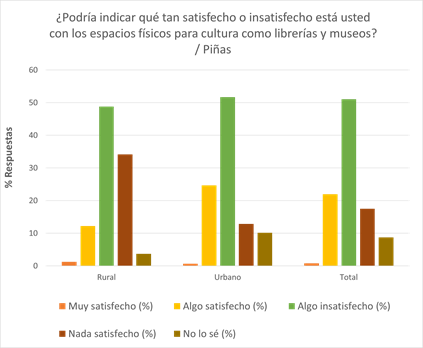 ¿Podría indicar qué tan satisfecho o insatisfecho está usted
con los espacios físicos para cultura como librerías y museos?
/ Piñas
% Respuestas
60
50
40
30
20
10
0
Rural
Urbano
Total
Muy satisfecho (%)
Algo satisfecho (%)
Algo insatisfecho (%)
Nada satisfecho (%)
No lo sé (%)